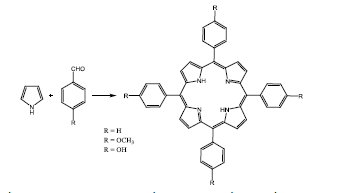 R
CHO
N
H
+
R
NH
N
R
R
N
HN
R = H
R = OCH3
R = OH
R